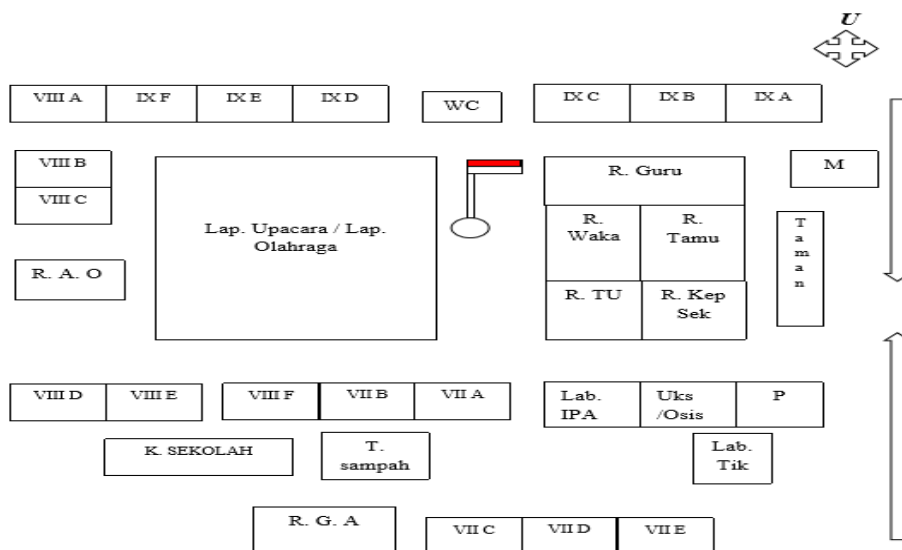 U
VIII A
IX F
IX E
IX D
WC
IX C
IX B
IX A
VIII B
VIII C
R. A. O
Lap. Upacara / Lap.
Olahraga
R. Guru
R.
Waka
R.
Tamu
R. TU
R. Kep
Sek
M
T
a
m
a
n
VIII D
VIII E
VIII F
VII B
VII A
Lab.
IPA
Uks
/Osis
P
K. SEKOLAH
T.
sampah
Lab.
Tik
R. G. A
VII C
VII D
VII E